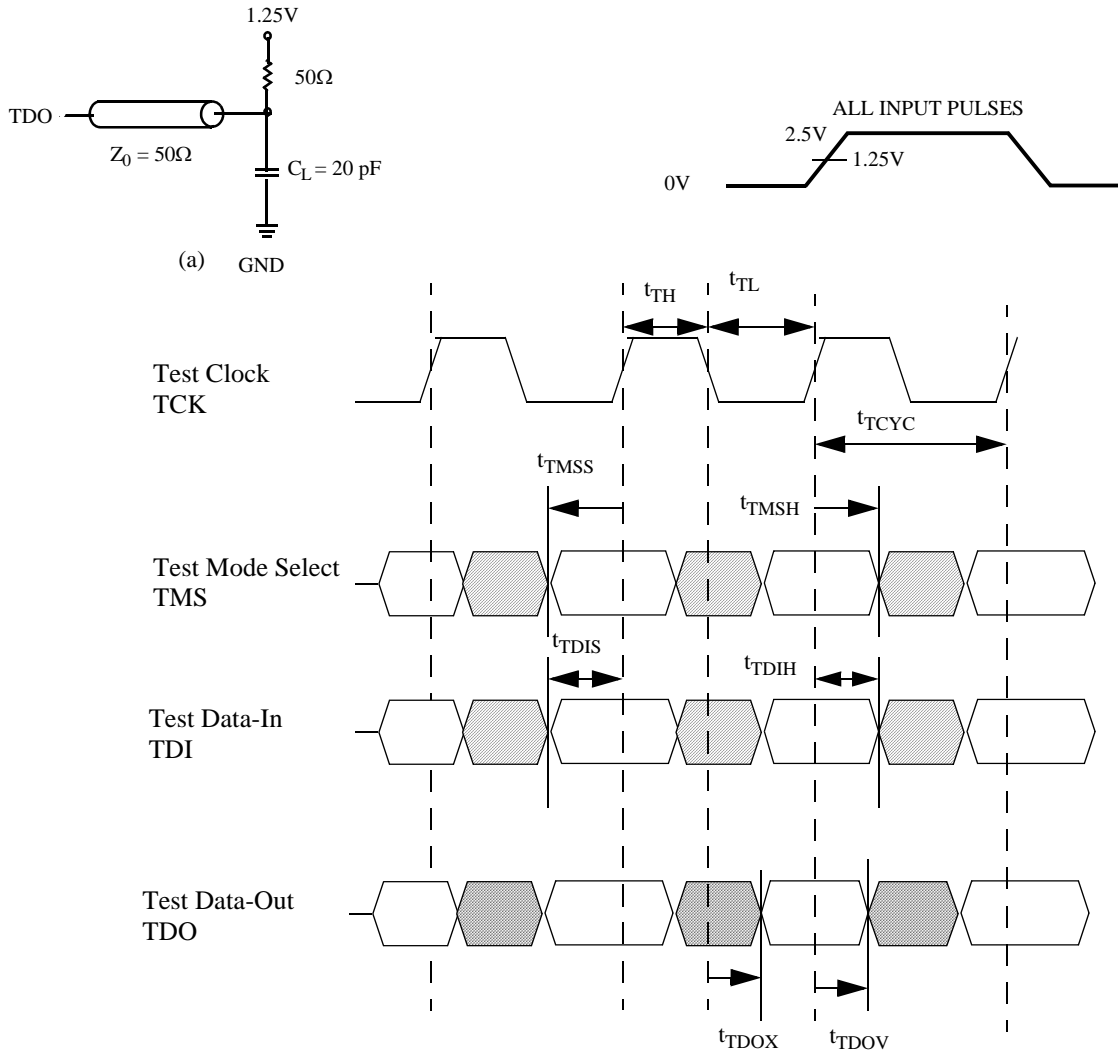 1.25V
50Ω
TDO
Z0 = 50Ω
CL = 20 pF
(a) GND
ALL INPUT PULSES
2.5V
1.25V
0V
tTH
tTL
Test Clock
TCK
tTCYC
tTMSS
tTMSH
Test Mode Select
TMS
tTDIS
tTDIH
Test Data-In
TDI
Test Data-Out
TDO
tTDOX
tTDOV